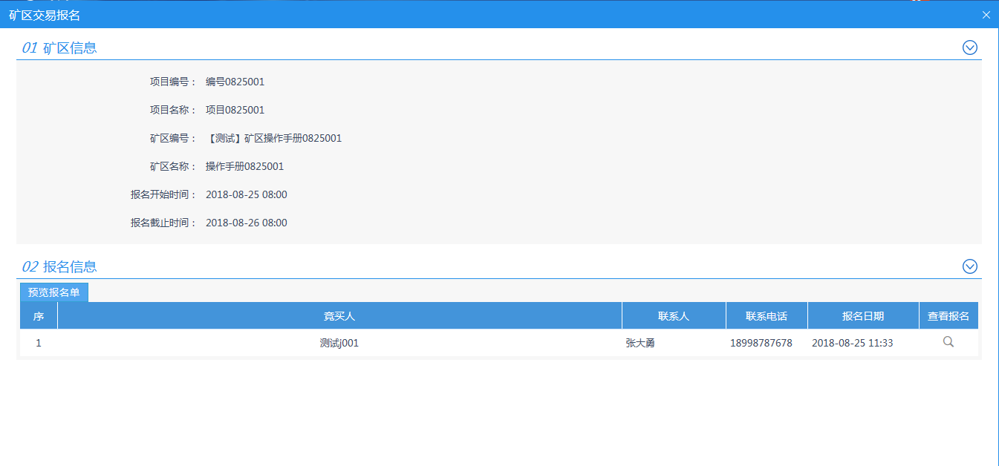 矿区交易报名
01 矿区信息
项目编号： 编号0825001
项目名称： 项目0825001
矿区编号： 【测试】矿区操作手册0825001
矿区名称： 操作手册0825001
报名开始时间： 2018-08-25 08:00
报名截止时间： 2018-08-26 08:00
02 报名信息
预览报名单
序 竞买人 联系人 联系电话 报名日期 查看报名
1 测试j001 张大勇 18998787678 2018-08-25 11:33